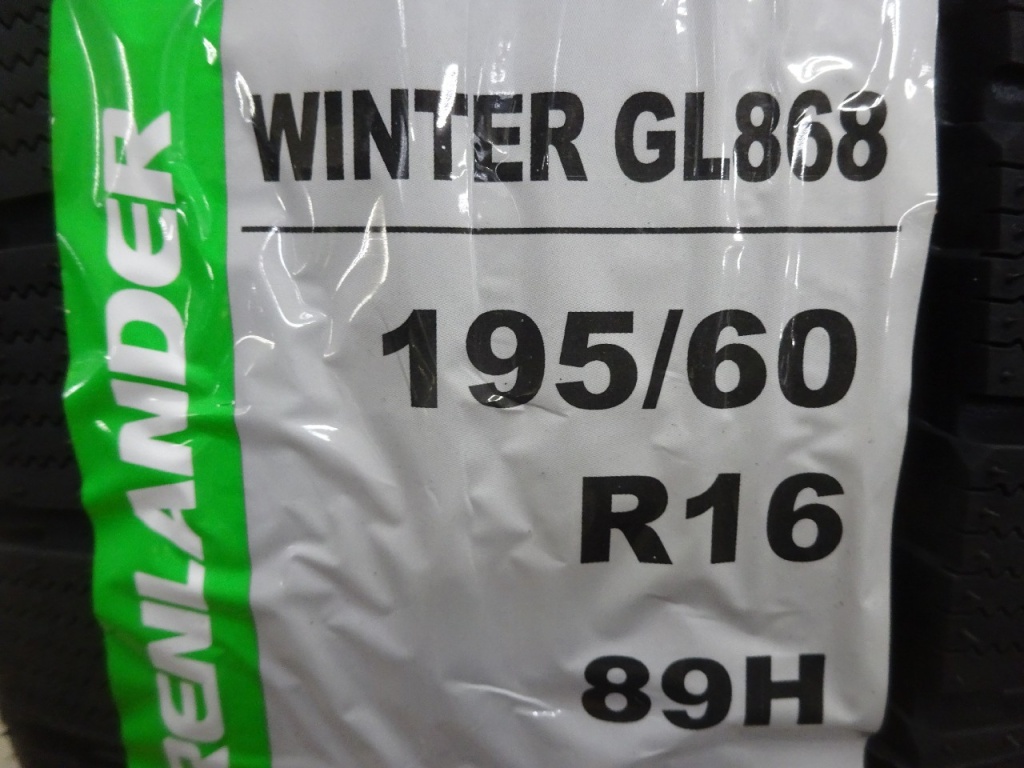 WINTER GL868
195/60
R16
89H
RENLANDER